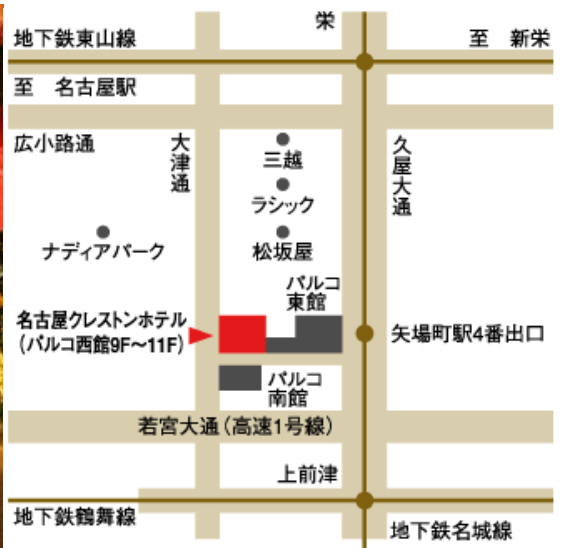 栄
地下鉄東山線
至 新栄
至 名古屋駅
広小路通
大津通
三越
久屋大通
ラシック
ナディアパーク
松坂屋
パルコ
東館
名古屋クレストンホテル
(パルコ西館9F〜11F)
矢場町駅4番出口
パルコ
南館
若宮大通(高速1号線)
上前津
地下鉄鶴舞線
地下鉄名城線